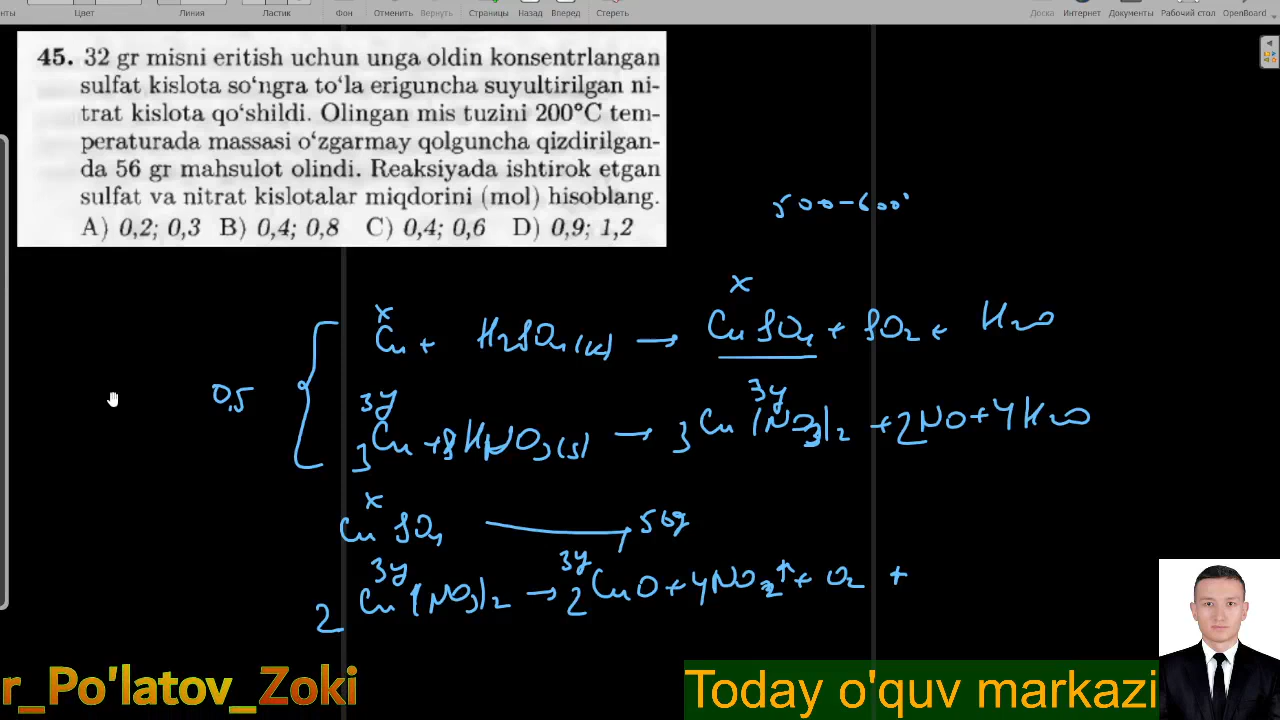 нты
Цвет
Линия
Ластик
Фон
Отменить
Вернуть
Страницы
Назад
Вперед
Стереть
Доска
Интернет
Документы
Рабочий стол
OpenBoard
45. 32 gr misni eritish uchun unga oldin konsentrlangan
sulfat kislota so‘ngra to‘la eriguncha suyultirilgan ni-
trat kislota qo‘shildi. Olingan mis tuzini 200°C tem-
peraturada massasi o‘zgarmay qolguncha qizdirilgan-
da 56 gr mahsulot olindi. Reaksiyada ishtirok etgan
sulfat va nitrat kislotalar miqdorini (mol) hisoblang.
A) 0,2; 0,3 B) 0,4; 0,8 C) 0,4; 0,6 D) 0,9; 1,2
500-600°
x x
Cu + H2SO4(k) → CuSO4 + SO2 + H2O
0,5
3y 3y
3Cu + 8HNO3(s) → 3Cu(NO3)2 + 2NO + 4H2O
x
CuSO4 → 56g
3y 3y
2Cu(NO3)2 → 2CuO + 4NO2↑ + O2 +
r_Po'latov_Zoki
Today o'quv markazi